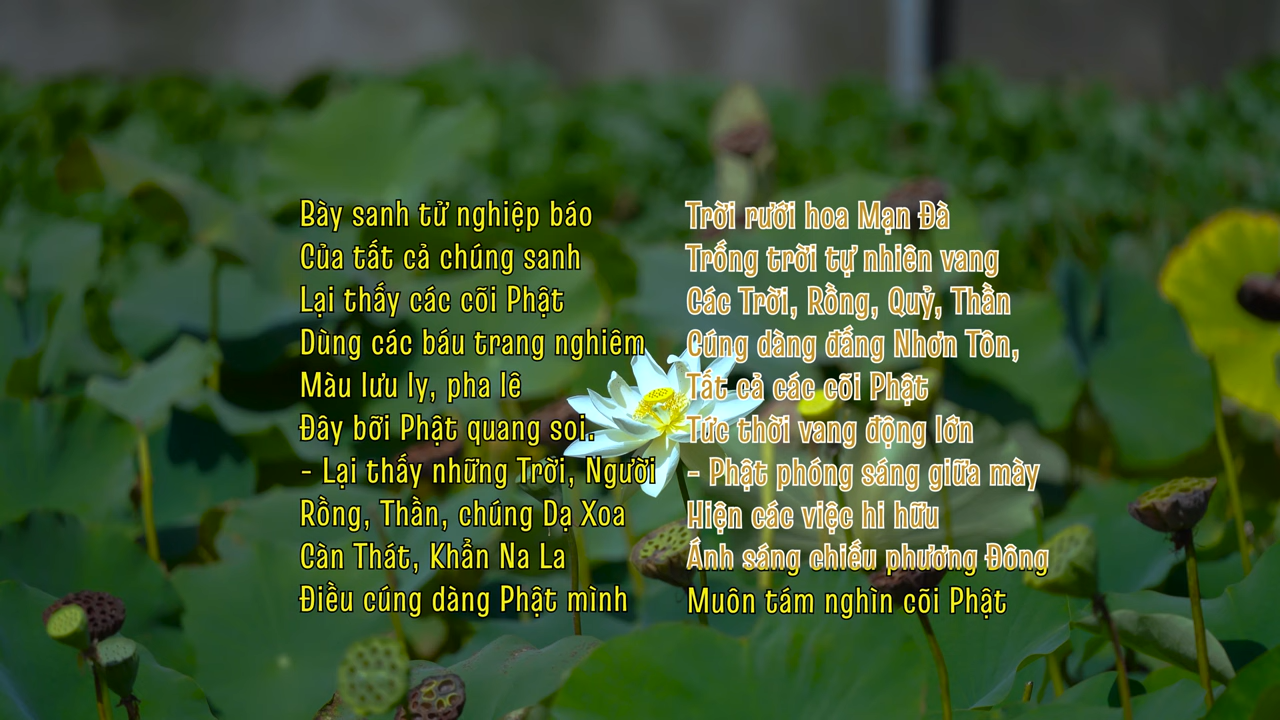 Bày sanh tử nghiệp báo
Của tất cả chúng sanh
Lại thấy các cõi Phật
Dùng các báu trang nghiêm
Màu lưu ly, pha lê
Đây bỡi Phật quang soi.
- Lại thấy những Trời, Người
Rồng, Thần, chúng Dạ Xoa
Càn Thát, Khẩn Na La
Điều cúng dàng Phật mình
Trời rưới hoa Mạn Đà
Trống trời tự nhiên vang
Các Trời, Rồng, Quỷ, Thần
Cúng dàng đấng Nhơn Tôn,
Tất cả các cõi Phật
Tức thời vang động lớn
- Phật phóng sáng giữa mày
Hiện các việc hi hữu
Ánh sáng chiếu phương Đông
Muôn tám nghìn cõi Phật